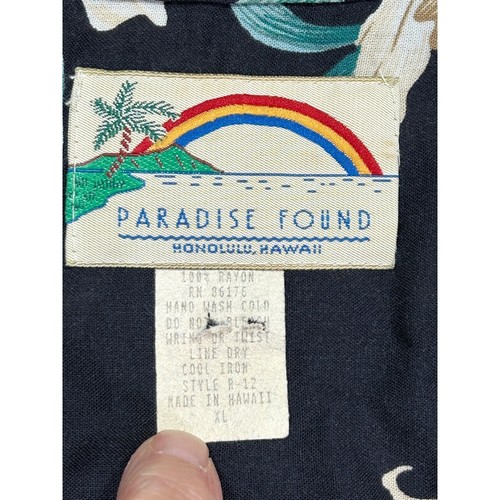 PARADISE FOUND
HONOLULU, HAWAII
100% RAYON
RN 86176
HAND WASH COLD
DO NOT BLEACH
WRING OR TWIST
LINE DRY
COOL IRON
STYLE R-12
MADE IN HAWAII
XL